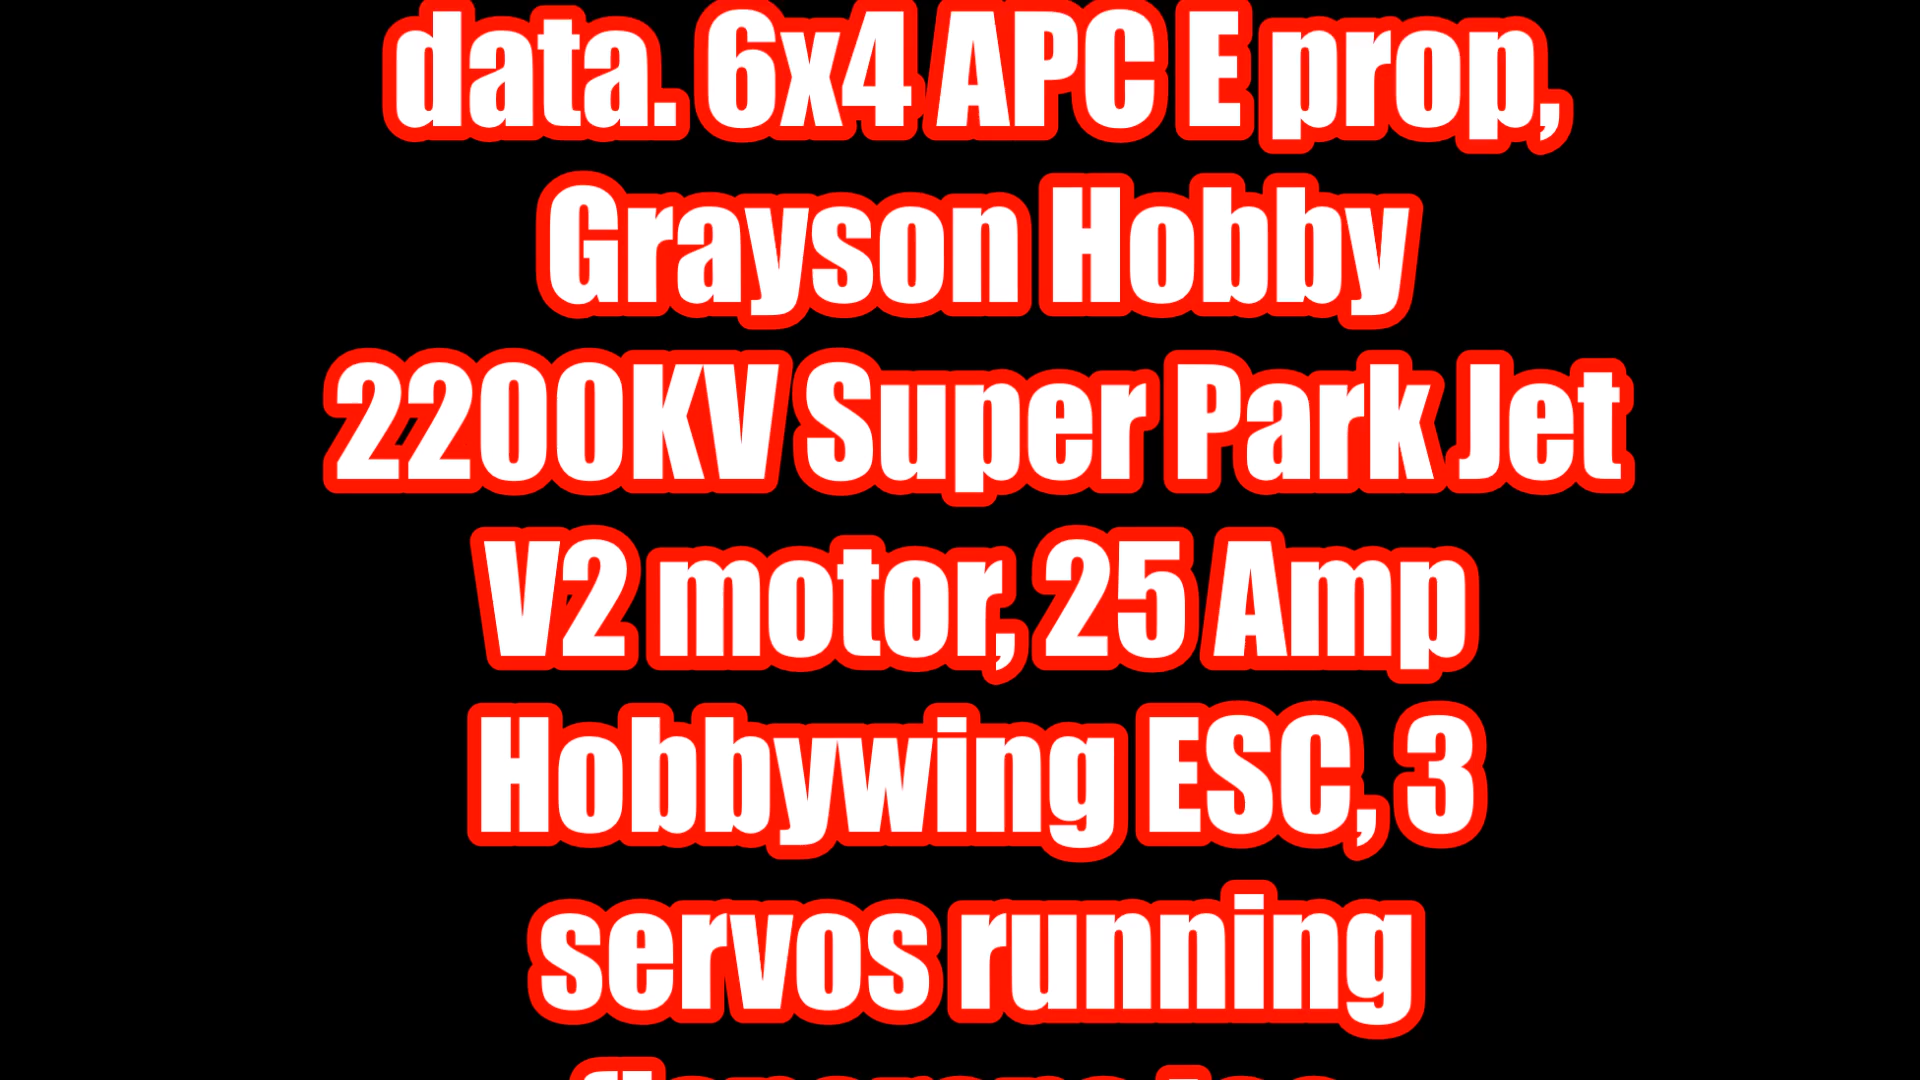 data. 6x4 APC E prop,
Grayson Hobby
2200KV Super Park Jet
V2 motor, 25 Amp
Hobbywing ESC, 3
servos running